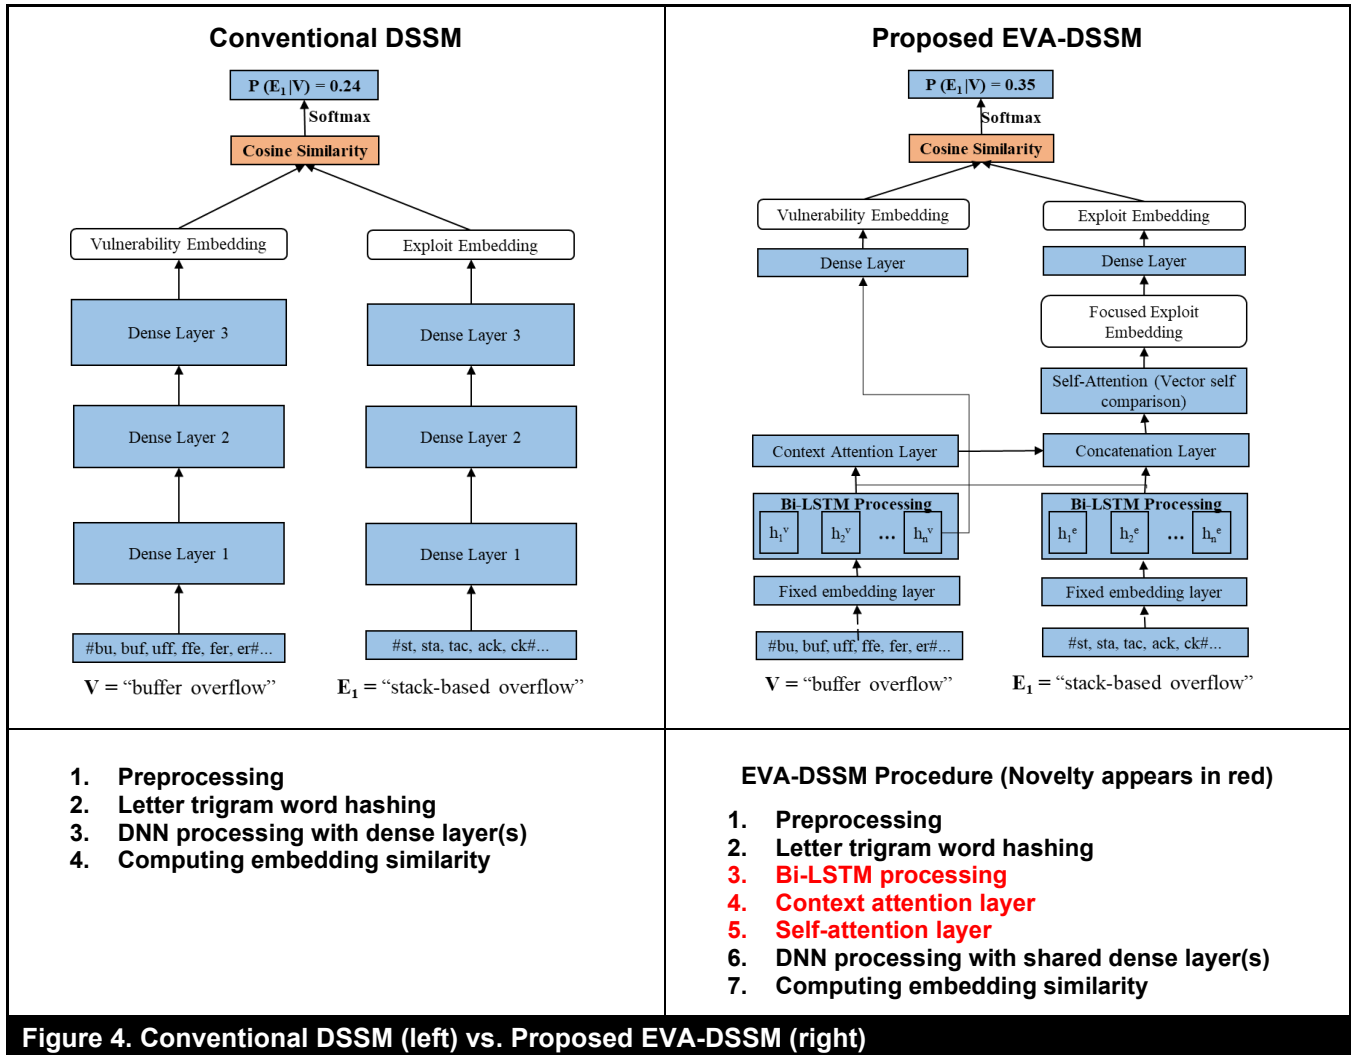 Conventional DSSM
P (E₁|V) = 0.24
Softmax
Cosine Similarity
Vulnerability Embedding
Exploit Embedding
Dense Layer 3
Dense Layer 3
Dense Layer 2
Dense Layer 2
Dense Layer 1
Dense Layer 1
#bu, buf, uff, ffe, fer, er#...
#st, sta, tac, ack, ck#...
V = “buffer overflow”
E₁ = “stack-based overflow”
Proposed EVA-DSSM
P (E₁|V) = 0.35
Softmax
Cosine Similarity
Vulnerability Embedding
Exploit Embedding
Dense Layer
Dense Layer
Focused Exploit
Embedding
Self-Attention (Vector self
comparison)
Context Attention Layer
Concatenation Layer
Bi-LSTM Processing
h₁ᵛ h₂ᵛ ... hₙᵛ
Bi-LSTM Processing
h₁ᵉ h₂ᵉ ... hₙᵉ
Fixed embedding layer
Fixed embedding layer
#bu, buf, uff, ffe, fer, er#...
#st, sta, tac, ack, ck#...
V = “buffer overflow”
E₁ = “stack-based overflow”
1. Preprocessing
2. Letter trigram word hashing
3. DNN processing with dense layer(s)
4. Computing embedding similarity
EVA-DSSM Procedure (Novelty appears in red)
1. Preprocessing
2. Letter trigram word hashing
3. Bi-LSTM processing
4. Context attention layer
5. Self-attention layer
6. DNN processing with shared dense layer(s)
7. Computing embedding similarity
Figure 4. Conventional DSSM (left) vs. Proposed EVA-DSSM (right)